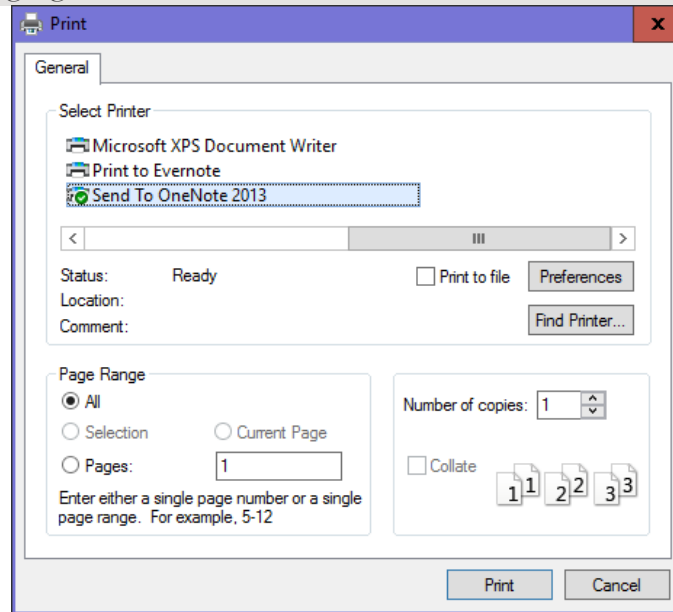 Print
x
General
Select Printer
Microsoft XPS Document Writer
Print to Evernote
Send To OneNote 2013
Status: Ready
Print to file
Preferences
Location:
Comment:
Find Printer...
Page Range
All
Selection
Current Page
Pages: 1
Enter either a single page number or a single
page range. For example, 5-12
Number of copies: 1
Collate
1 1 2 2 3 3
Print
Cancel